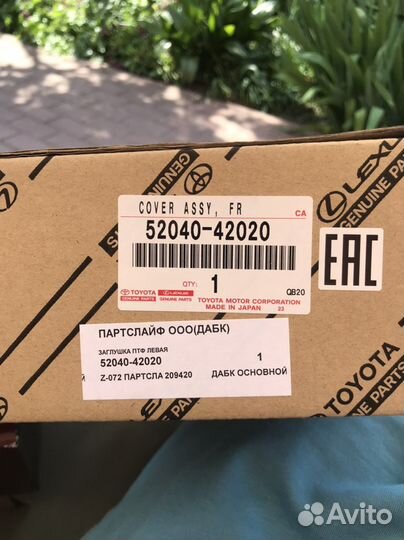 COVER ASSY, FR
CA
52040-42020
QTY:
1
QB20
TOYOTA
GENUINE PARTS
LEXUS
GENUINE PARTS
TOYOTA MOTOR CORPORATION
MADE IN JAPAN 23
EAC
LEXUS
GENUINE PARTS
TOYOTA
GENUINE PARTS
ПАРТСЛАЙФ ООО(ДАБК)
ЗАГЛУШКА ПТФ ЛЕВАЯ
1
52040-42020
Й Z-072 ПАРТСЛА 209420 ДАБК ОСНОВНОЙ
Avito